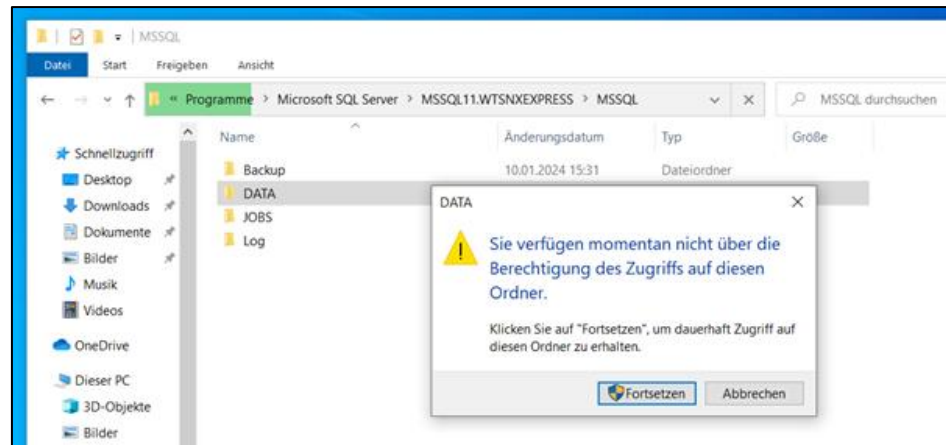 MSSQL
Datei Start Freigeben Ansicht
« Programme > Microsoft SQL Server > MSSQL11.WTSNXEXPRESS > MSSQL
MSSQL durchsuchen
Name Änderungsdatum Typ Größe
Schnellzugriff
Desktop
Downloads
Dokumente
Bilder
Musik
Videos
OneDrive
Dieser PC
3D-Objekte
Bilder
Backup 10.01.2024 15:31 Dateiordner
DATA
JOBS
Log
DATA
Sie verfügen momentan nicht über die
Berechtigung des Zugriffs auf diesen
Ordner.
Klicken Sie auf "Fortsetzen", um dauerhaft Zugriff auf
diesen Ordner zu erhalten.
Fortsetzen Abbrechen